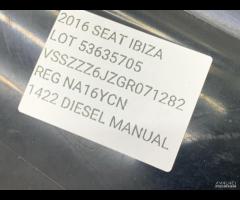 2016 SEAT IBIZA
LOT 53635705
VSSZZZ6JZGR071282
REG NA16YCN
1422 DIESEL MANUAL